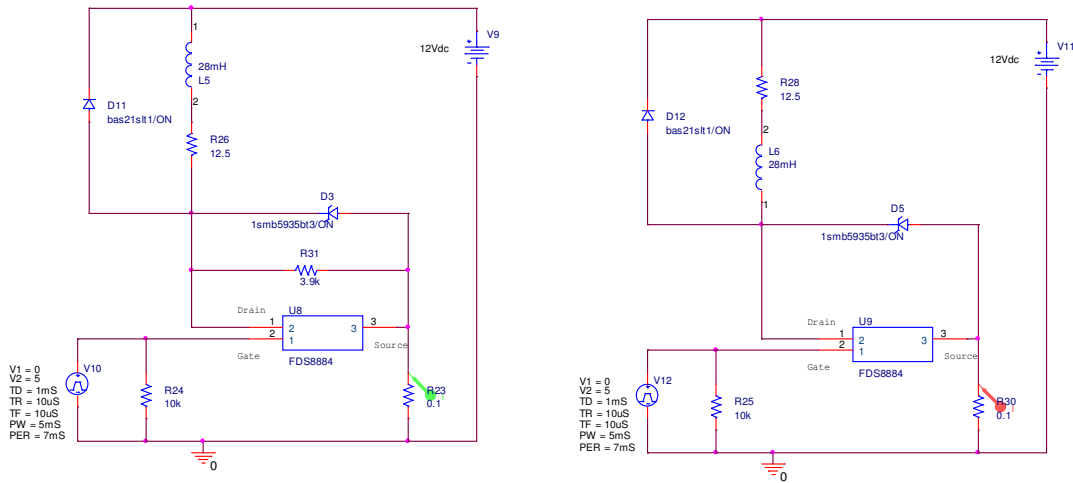 1
28mH
L5
2
R26
12.5
D11
bas21slt1/ON
V9
12Vdc
D3
1smb5935bt3/ON
R31
3.9k
Drain
U8
1
2
3
3
2
1
Gate
FDS8884
Source
V1 = 0
V2 = 5
TD = 1mS
TR = 10uS
TF = 10uS
PW = 5mS
PER = 7mS
V10
R24
10k
R23
0.1
0
R28
12.5
2
L6
28mH
1
D12
bas21slt1/ON
V11
12Vdc
D5
1smb5935bt3/ON
Drain
U9
1
2
3
3
2
1
Gate
FDS8884
Source
V1 = 0
V2 = 5
TD = 1mS
TR = 10uS
TF = 10uS
PW = 5mS
PER = 7mS
V12
R25
10k
R30
0.1
0